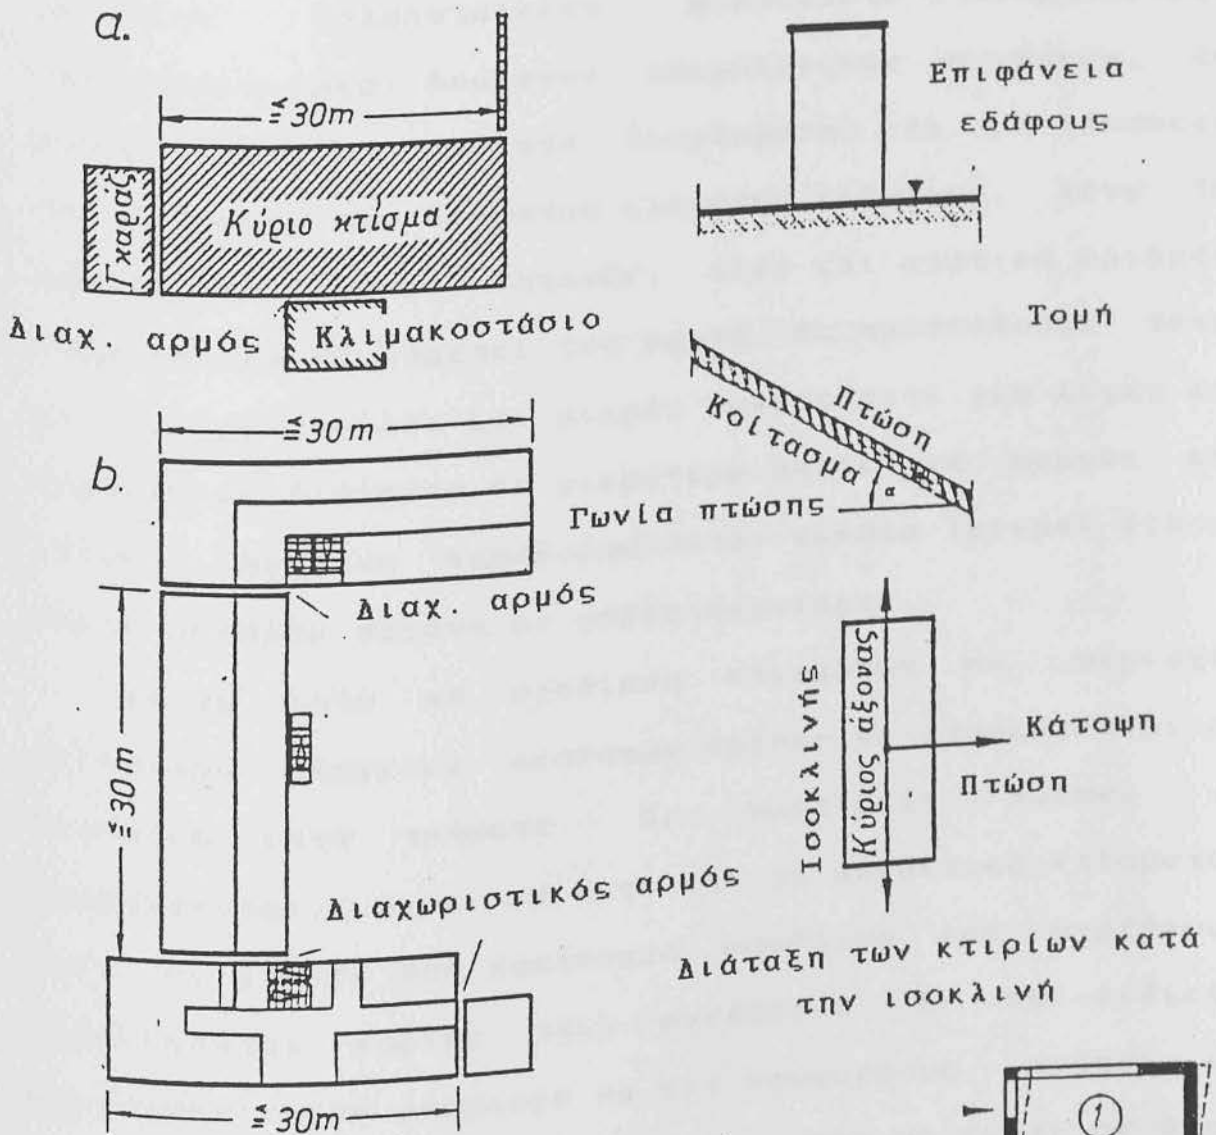 a.
≦30m
Γκαράζ
Κύριο κτίσμα
Διαχ. αρμός
Κλιμακοστάσιο
Επιφάνεια
εδάφους
Τομή
Πτώση
Κοίτασμα
α
Γωνία πτώσης
b.
≦30m
Διαχ. αρμός
≦30m
Διαχωριστικός αρμός
≦30m
Ισοκλινής
Κύριος άξονας
Κάτοψη
Πτώση
Διάταξη των κτιρίων κατά
την ισοκλινή
1